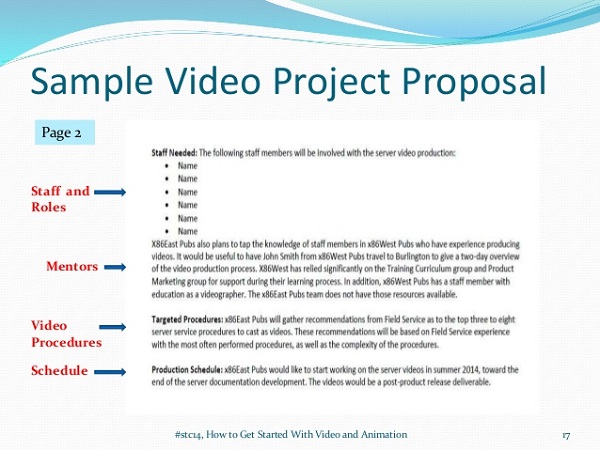 Sample Video Project Proposal
Page 2
Staff and
Roles
Mentors
Video
Procedures
Schedule
Staff Needed: The following staff members will be involved with the server video production:
• Name
• Name
• Name
• Name
• Name
• Name
X86East Pubs also plans to tap the knowledge of staff members in x86West Pubs who have experience producing
videos. It would be useful to have John Smith from x86West Pubs travel to Burlington to give a two-day overview
of the video production process. X86West has relied significantly on the Training Curriculum group and Product
Marketing group for support during their learning process. In addition, x86West Pubs has a staff member with
education as a videographer. The x86East Pubs team does not have those resources available.
Targeted Procedures: x86East Pubs will gather recommendations from Field Service as to the top three to eight
server service procedures to cast as videos. These recommendations will be based on Field Service experience
with the most often performed procedures, as well as the complexity of the procedures.
Production Schedule: x86East Pubs would like to start working on the server videos in summer 2014, toward the
end of the server documentation development. The videos would be a post-product release deliverable.
#stc14, How to Get Started With Video and Animation
17